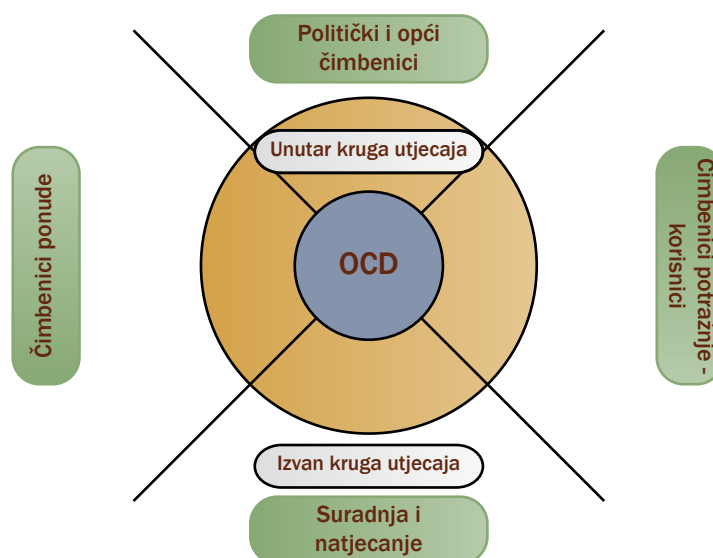 Politički i opći
čimbenici
Unutar kruga utjecaja
Čimbenici ponude
OCD
Čimbenici potražnje -
korisnici
Izvan kruga utjecaja
Suradnja i
natjecanje